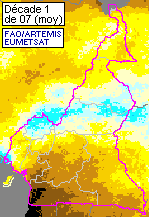 Décade 1
de 07 (moy)
FAO/ARTEMIS
EUMETSAT